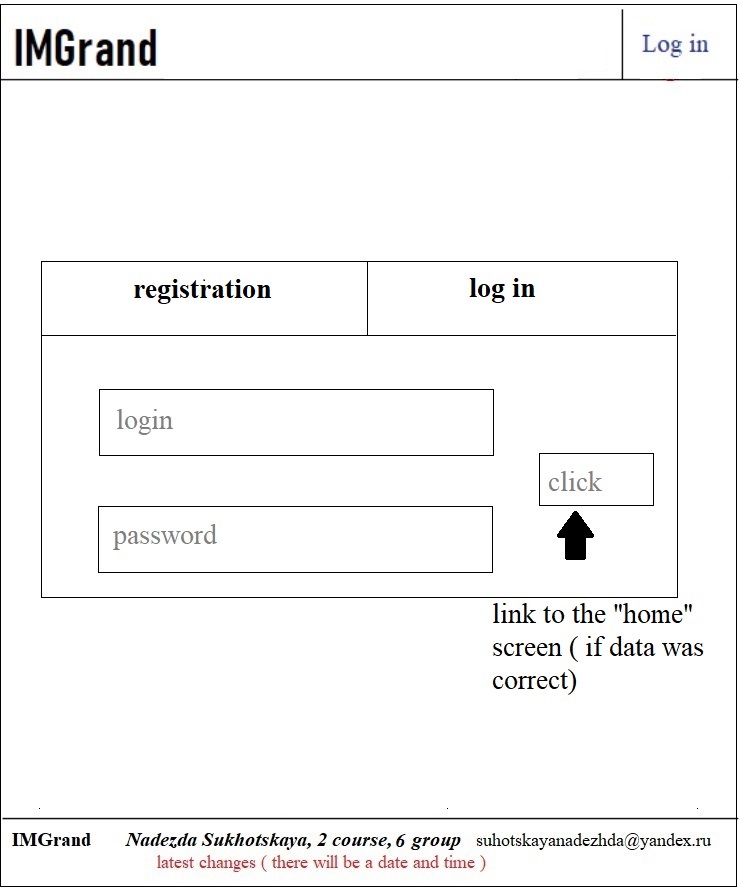 IMGrand
Log in
registration
log in
login
click
password
link to the "home"
screen ( if data was
correct)
IMGrand Nadezda Sukhotskaya, 2 course, 6 group suhotskayanadezhda@yandex.ru
latest changes ( there will be a date and time )